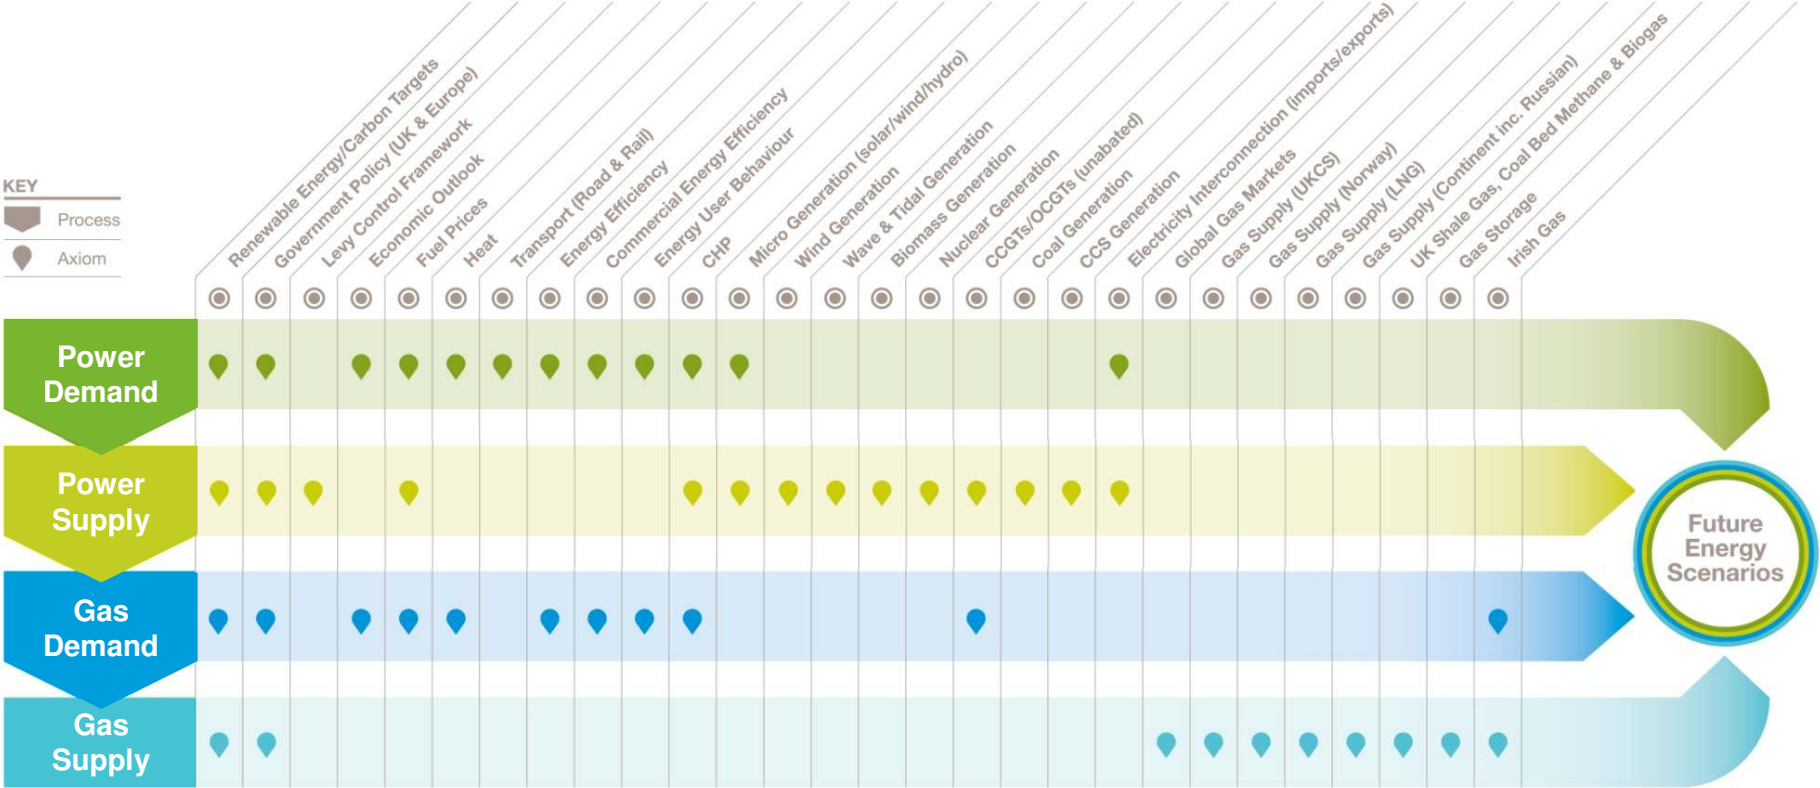 KEY
Process
Axiom
Renewable Energy/Carbon Targets
Government Policy (UK & Europe)
Levy Control Framework
Economic Outlook
Fuel Prices
Heat
Transport (Road & Rail)
Energy Efficiency
Commercial Energy Efficiency
Energy User Behaviour
CHP
Micro Generation (solar/wind/hydro)
Wind Generation
Wave & Tidal Generation
Biomass Generation
Nuclear Generation
CCGTs/OCGTs (unabated)
Coal Generation
CCS Generation
Electricity Interconnection (imports/exports)
Global Gas Markets
Gas Supply (UKCS)
Gas Supply (Norway)
Gas Supply (LNG)
Gas Supply (Continent inc. Russian)
UK Shale Gas, Coal Bed Methane & Biogas
Gas Storage
Irish Gas
Power
Demand
Power
Supply
Gas
Demand
Gas
Supply
Future
Energy
Scenarios